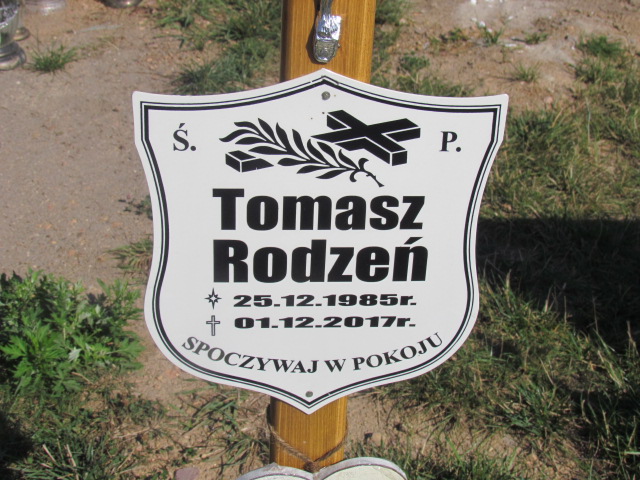 Ś. P.
Tomasz
Rodzeń
25.12.1985r.
01.12.2017r.
SPOCZYWAJ W POKOJU